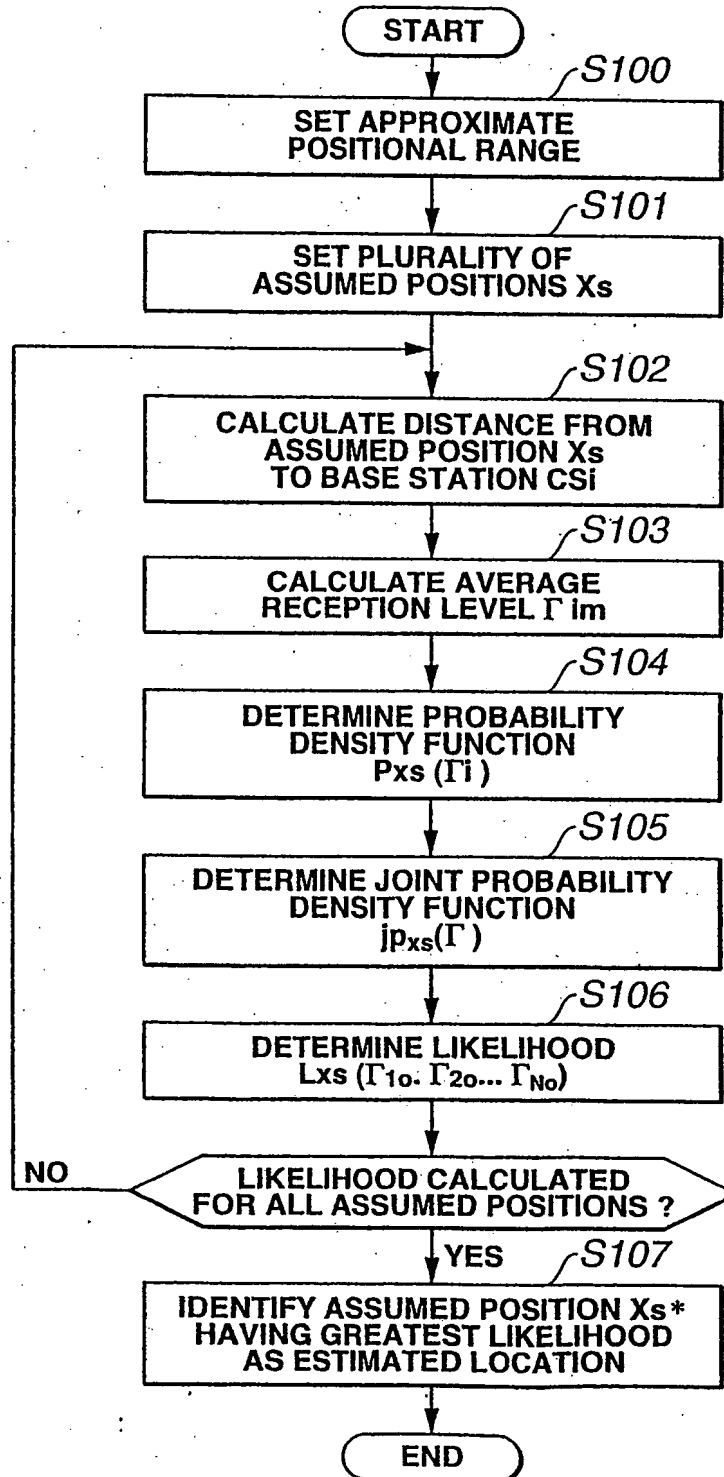 START
S100
SET APPROXIMATE
POSITIONAL RANGE
S101
SET PLURALITY OF
ASSUMED POSITIONS Xs
S102
CALCULATE DISTANCE FROM
ASSUMED POSITION Xs
TO BASE STATION CSi
S103
CALCULATE AVERAGE
RECEPTION LEVEL Γ im
S104
DETERMINE PROBABILITY
DENSITY FUNCTION
Pxs (Γi )
S105
DETERMINE JOINT PROBABILITY
DENSITY FUNCTION
jpxs(Γ )
S106
DETERMINE LIKELIHOOD
Lxs (Γ1o. Γ2o... ΓNo)
NO
LIKELIHOOD CALCULATED
FOR ALL ASSUMED POSITIONS ?
YES
S107
IDENTIFY ASSUMED POSITION Xs*
HAVING GREATEST LIKELIHOOD
AS ESTIMATED LOCATION
END